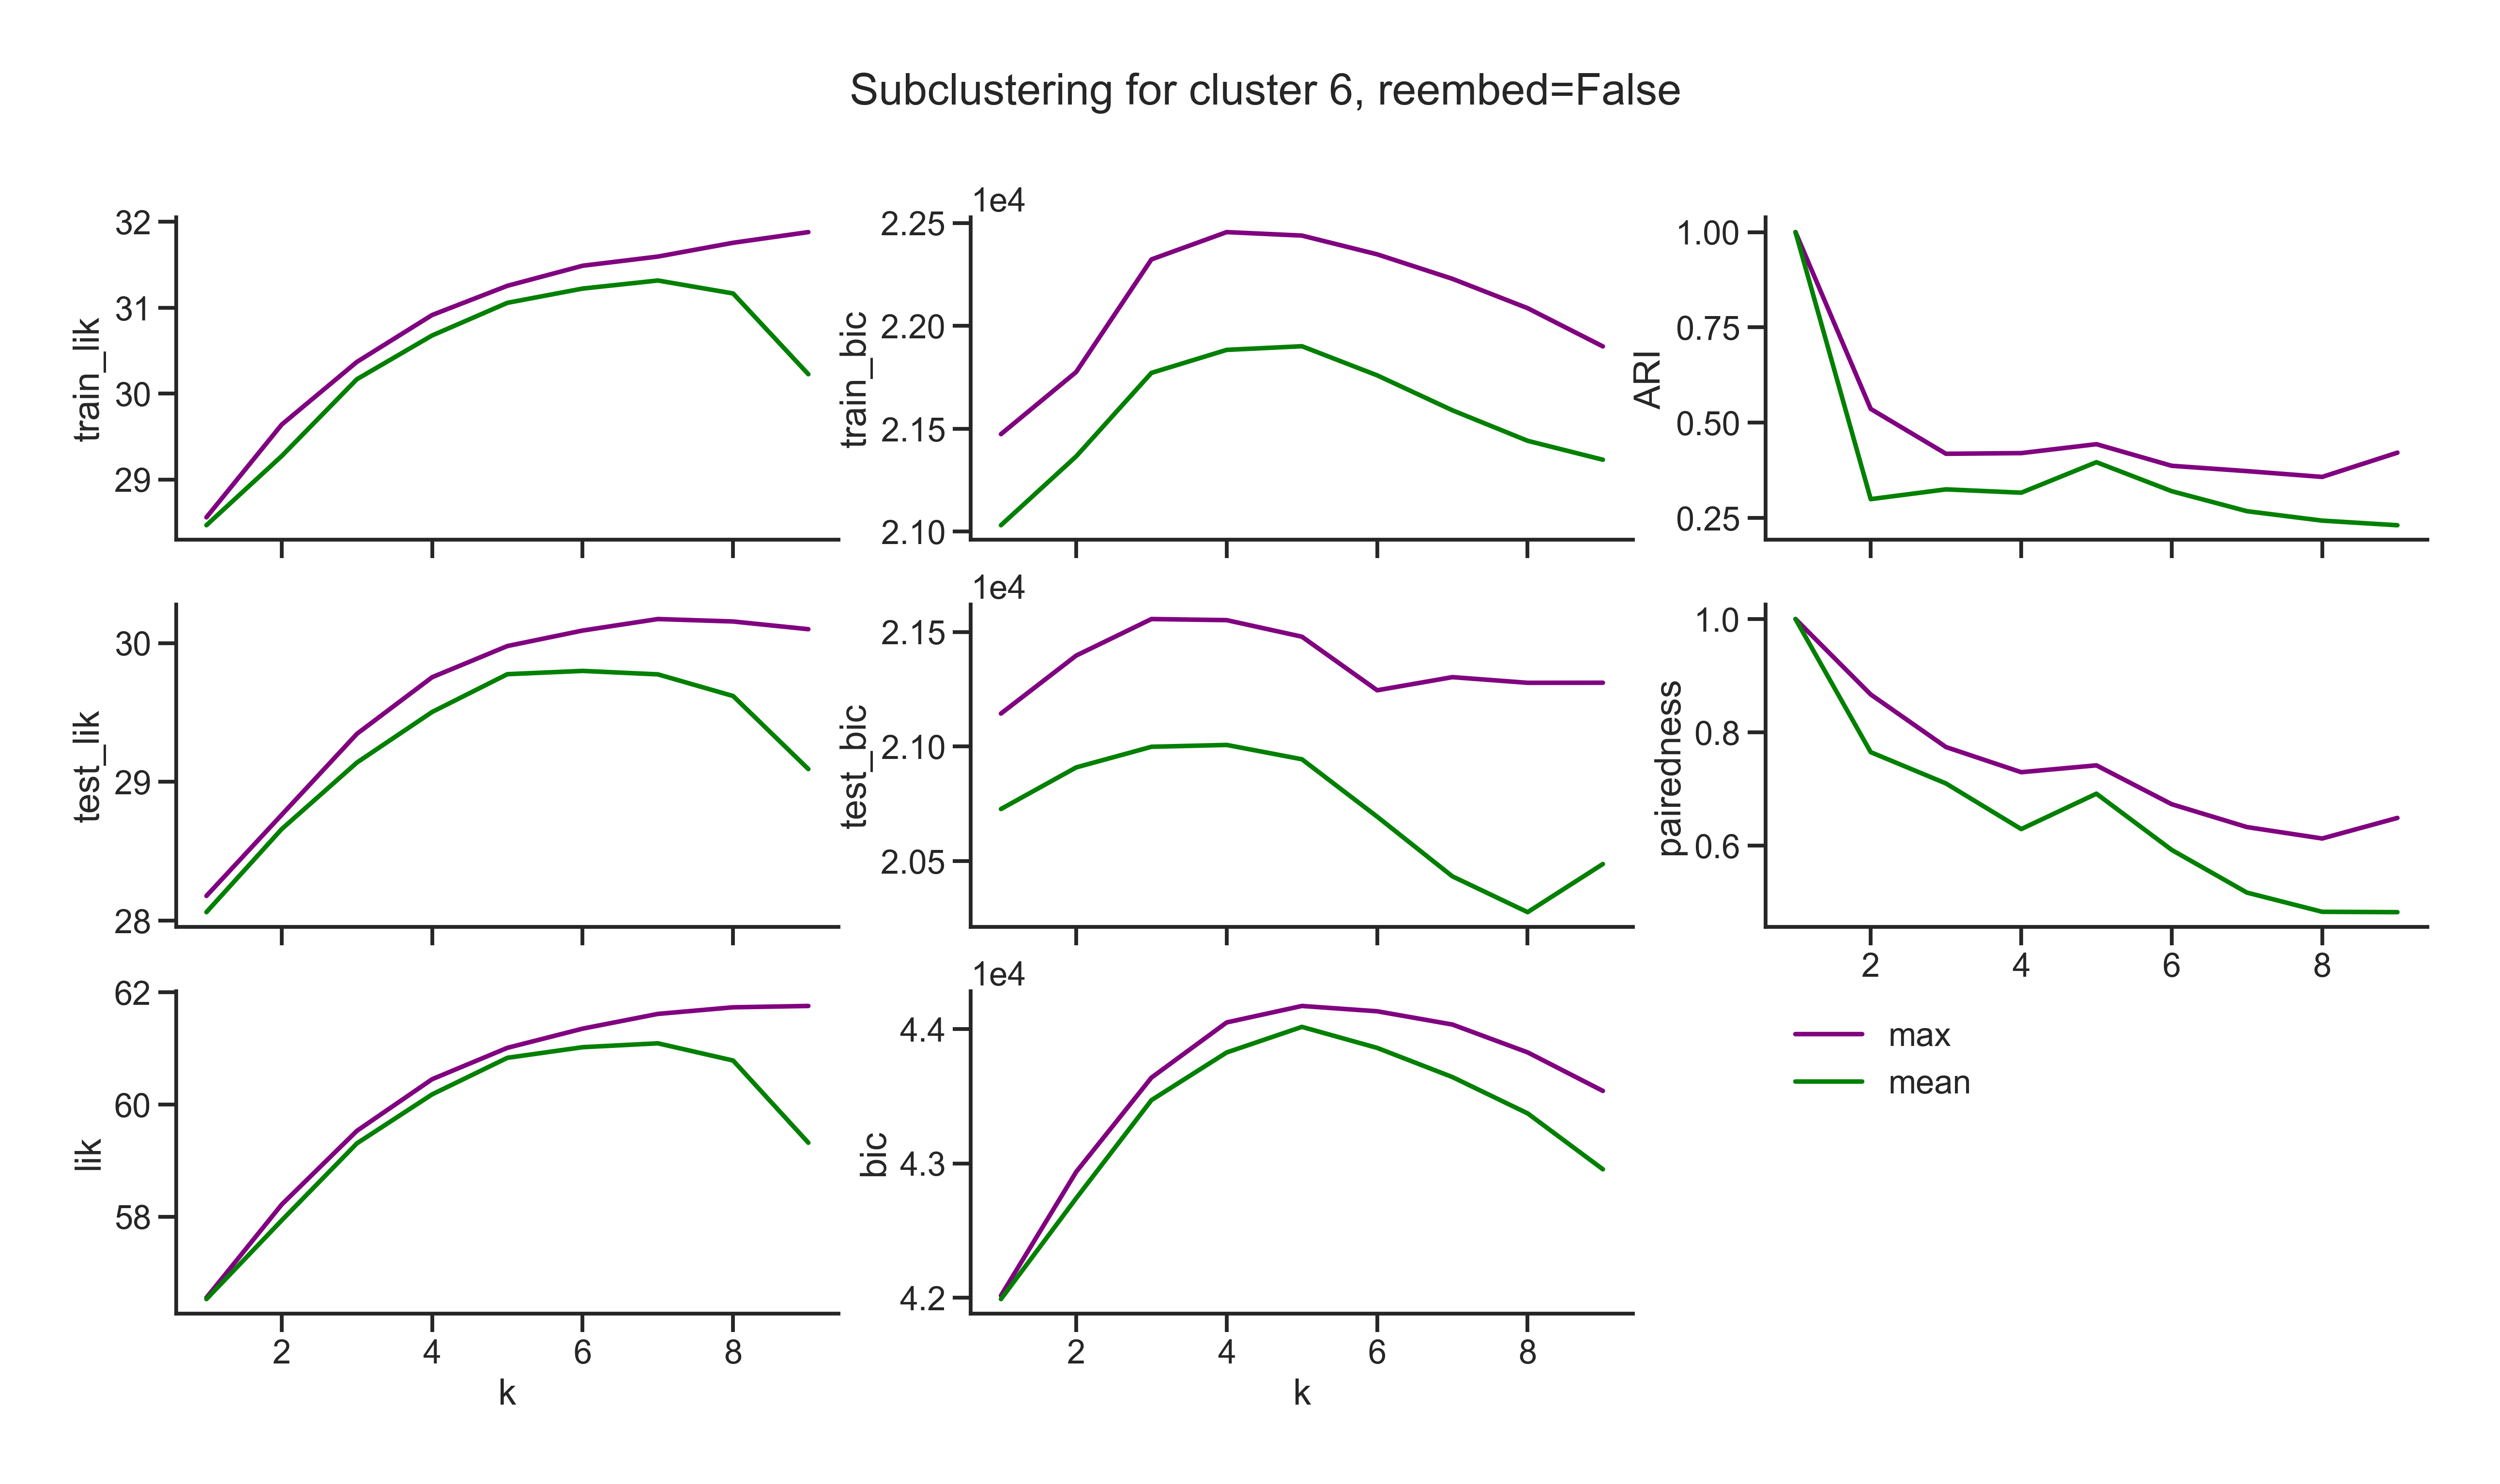 Subclustering for cluster 6, reembed=False
train_lik
32
31
30
29
train_bic
1e4
2.25
2.20
2.15
2.10
ARI
1.00
0.75
0.50
0.25
test_lik
30
29
28
test_bic
1e4
2.15
2.10
2.05
pairedness
1.0
0.8
0.6
2 4 6 8
lik
62
60
58
2 4 6 8
k
bic
1e4
4.4
4.3
4.2
2 4 6 8
k
max
mean